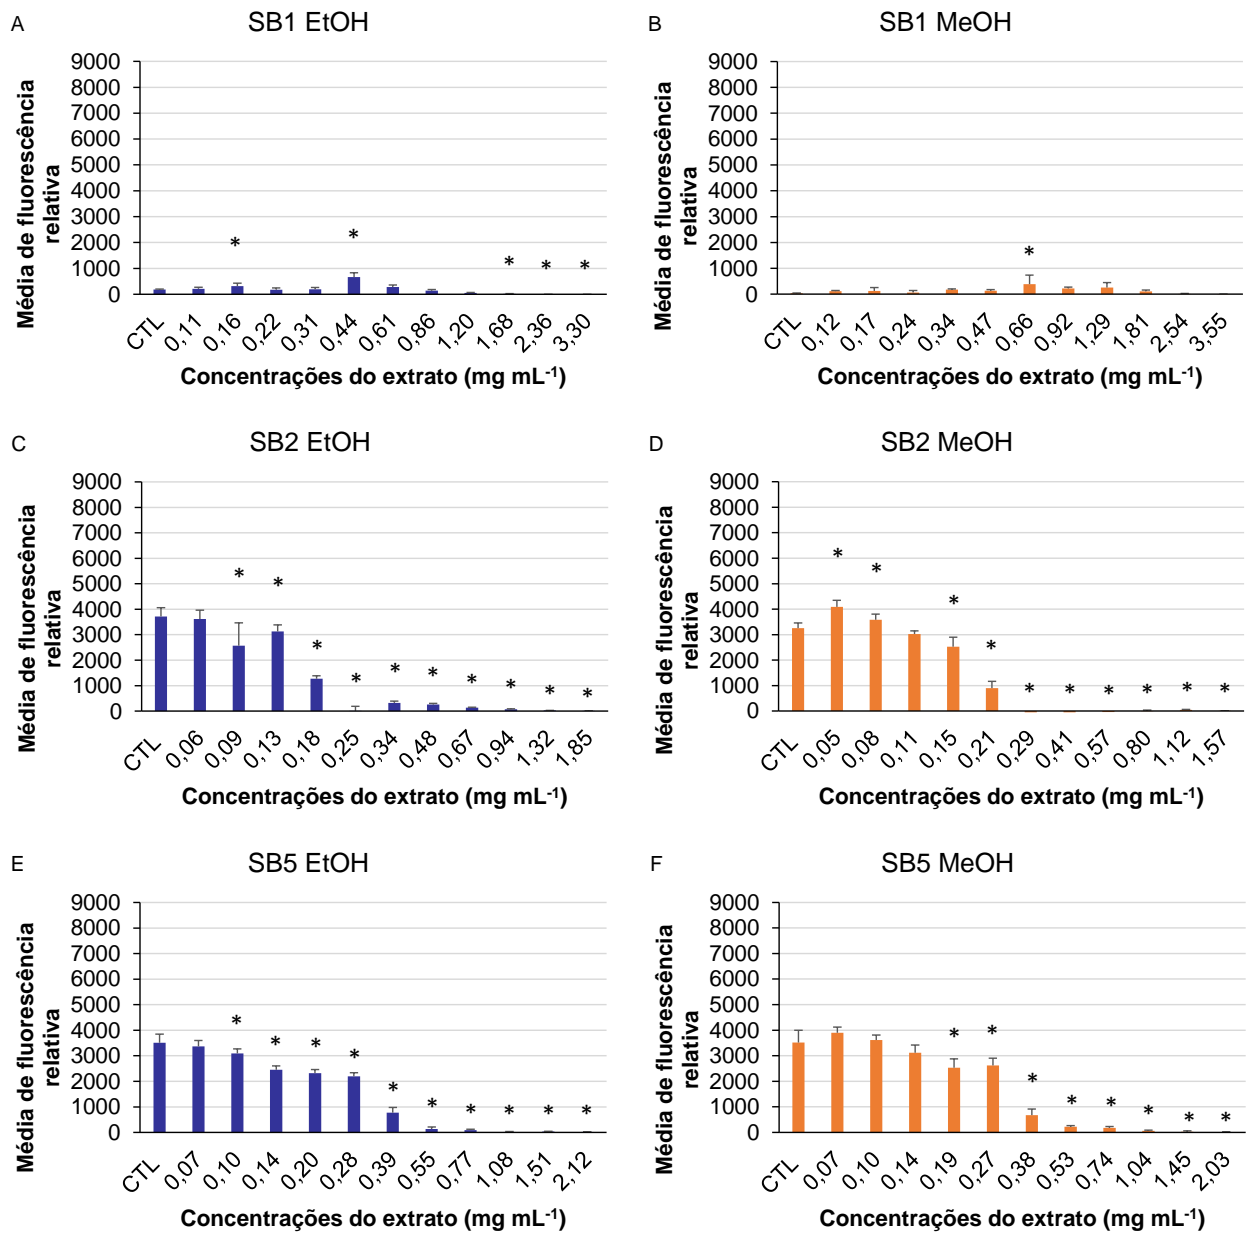 A
SB1 EtOH
Média de fluorescência
relativa
9000
8000
7000
6000
5000
4000
3000
2000
1000
0
* * * * *
CTL 0,11 0,16 0,22 0,31 0,44 0,61 0,86 1,20 1,68 2,36 3,30
Concentrações do extrato (mg mL-1)
B
SB1 MeOH
Média de fluorescência
relativa
9000
8000
7000
6000
5000
4000
3000
2000
1000
0
*
CTL 0,12 0,17 0,24 0,34 0,47 0,66 0,92 1,29 1,81 2,54 3,55
Concentrações do extrato (mg mL-1)
C
SB2 EtOH
Média de fluorescência
relativa
9000
8000
7000
6000
5000
4000
3000
2000
1000
0
* * * * * * * * * *
CTL 0,06 0,09 0,13 0,18 0,25 0,34 0,48 0,67 0,94 1,32 1,85
Concentrações do extrato (mg mL-1)
D
SB2 MeOH
Média de fluorescência
relativa
9000
8000
7000
6000
5000
4000
3000
2000
1000
0
* * * * * * * * * *
CTL 0,05 0,08 0,11 0,15 0,21 0,29 0,41 0,57 0,80 1,12 1,57
Concentrações do extrato (mg mL-1)
E
SB5 EtOH
Média de fluorescência
relativa
9000
8000
7000
6000
5000
4000
3000
2000
1000
0
* * * * * * * * * *
CTL 0,07 0,10 0,14 0,20 0,28 0,39 0,55 0,77 1,08 1,51 2,12
Concentrações do extrato (mg mL-1)
F
SB5 MeOH
Média de fluorescência
relativa
9000
8000
7000
6000
5000
4000
3000
2000
1000
0
* * * * * * * *
CTL 0,07 0,10 0,14 0,19 0,27 0,38 0,53 0,74 1,04 1,45 2,03
Concentrações do extrato (mg mL-1)